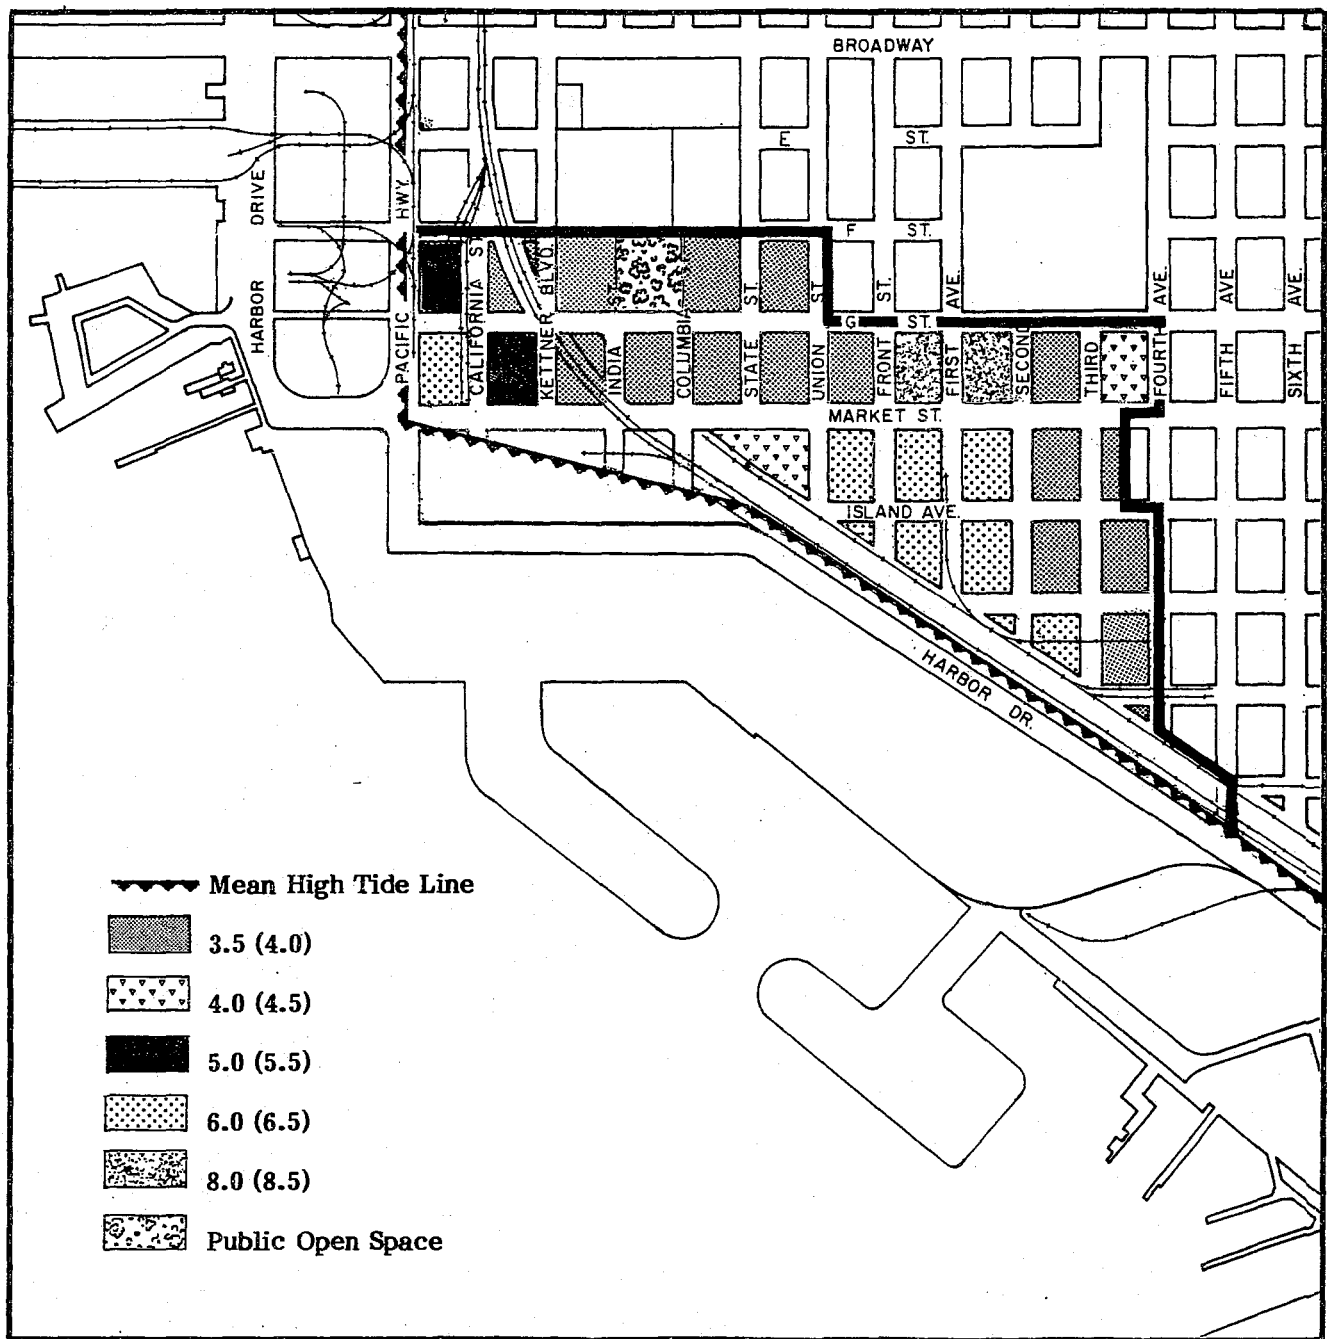 BROADWAY
E ST.
F ST.
G ST.
MARKET ST.
ISLAND AVE.
HARBOR DRIVE
PACIFIC HWY.
CALIFORNIA S
KETTNER BLVD.
INDIA ST.
COLUMBIA
STATE ST.
UNION ST.
FRONT ST.
FIRST AVE.
SECOND
THIRD
FOURTH AVE.
FIFTH AVE
SIXTH AVE.
HARBOR DR.
Mean High Tide Line
3.5 (4.0)
4.0 (4.5)
5.0 (5.5)
6.0 (6.5)
8.0 (8.5)
Public Open Space